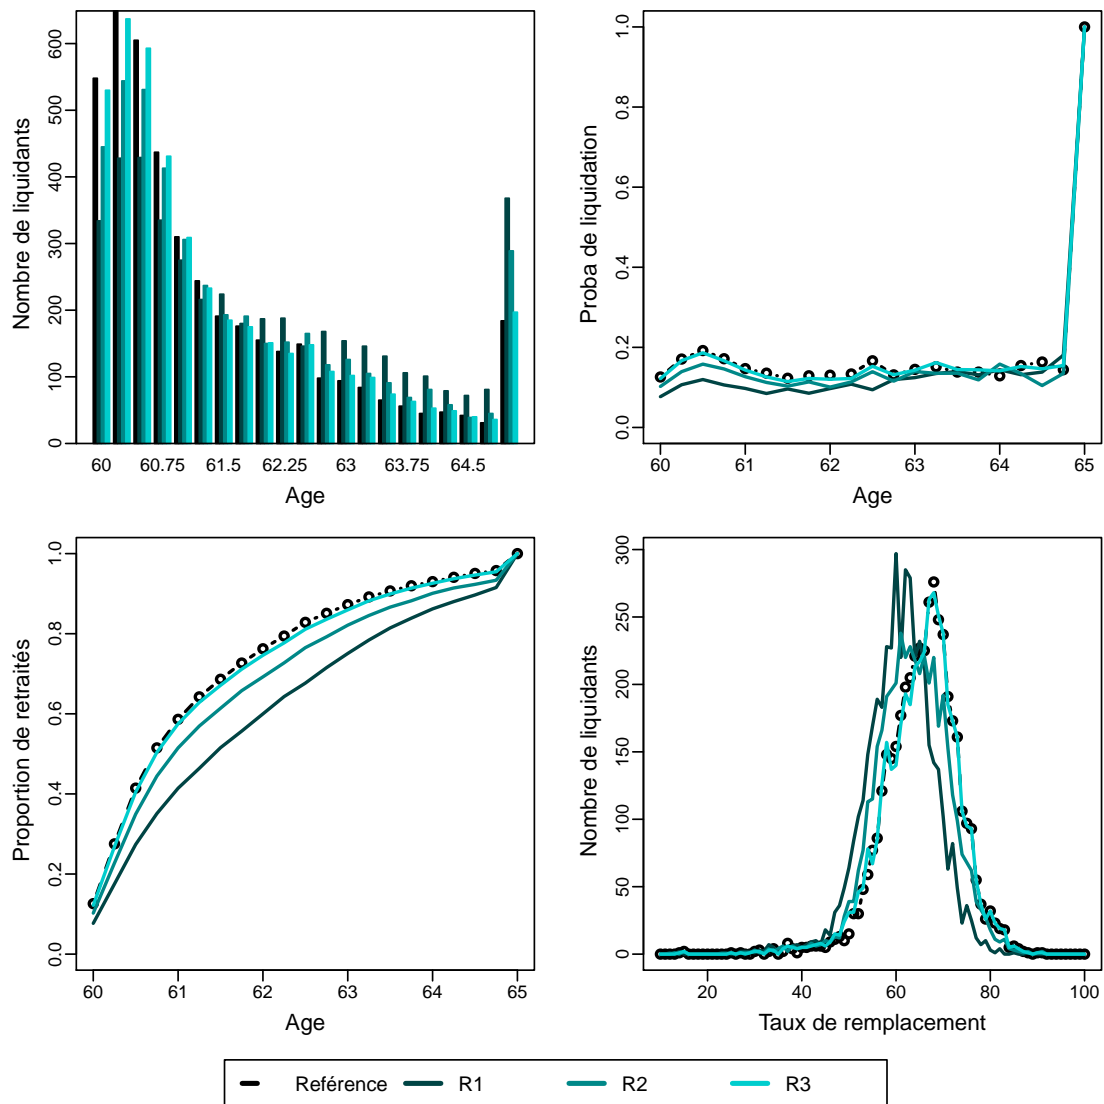 Nombre de liquidants
0 100 200 300 400 500 600
60 60.75 61.5 62.25 63 63.75 64.5
Age
Proba de liquidation
0.0 0.2 0.4 0.6 0.8 1.0
60 61 62 63 64 65
Age
Proportion de retraités
0.0 0.2 0.4 0.6 0.8 1.0
60 61 62 63 64 65
Age
Nombre de liquidants
0 50 100 150 200 250 300
20 40 60 80 100
Taux de remplacement
Reférence R1 R2 R3